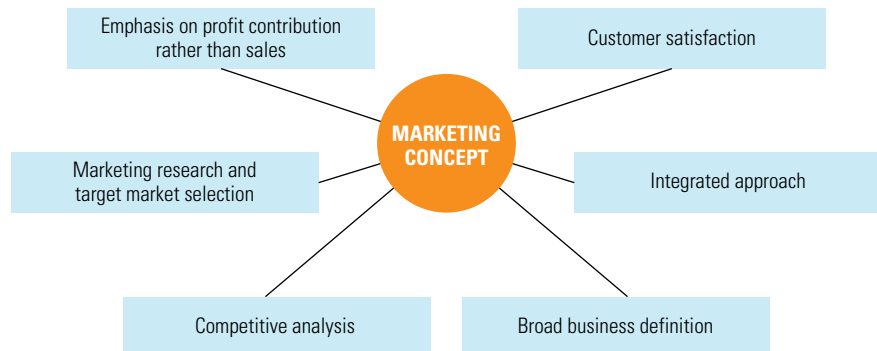 Emphasis on profit contribution
rather than sales
Customer satisfaction
MARKETING
CONCEPT
Marketing research and
target market selection
Integrated approach
Competitive analysis
Broad business definition